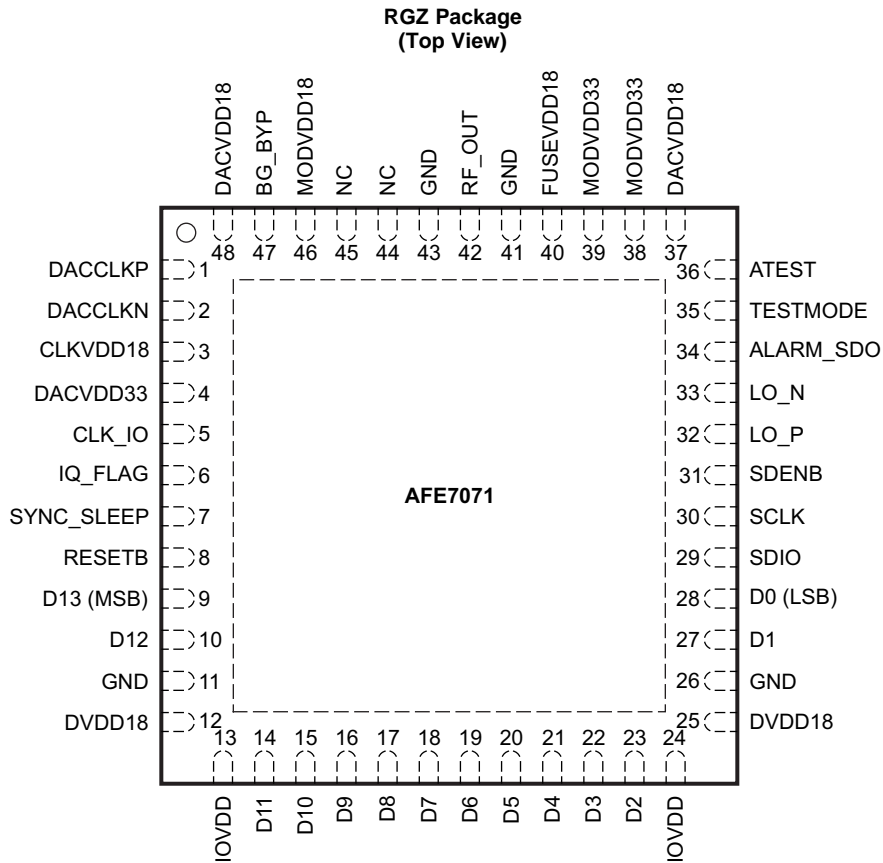 RGZ Package
(Top View)
DACVDD18
BG_BYP
MODVDD18
NC
NC
GND
RF_OUT
GND
FUSEVDD18
MODVDD33
MODVDD33
DACVDD18
48 47 46 45 44 43 42 41 40 39 38 37
DACCLKP 1
DACCLKN 2
CLKVDD18 3
DACVDD33 4
CLK_IO 5
IQ_FLAG 6
SYNC_SLEEP 7
RESETB 8
D13 (MSB) 9
D12 10
GND 11
DVDD18 12
AFE7071
36 ATEST
35 TESTMODE
34 ALARM_SDO
33 LO_N
32 LO_P
31 SDENB
30 SCLK
29 SDIO
28 D0 (LSB)
27 D1
26 GND
25 DVDD18
13 14 15 16 17 18 19 20 21 22 23 24
IOVDD
D11
D10
D9
D8
D7
D6
D5
D4
D3
D2
IOVDD